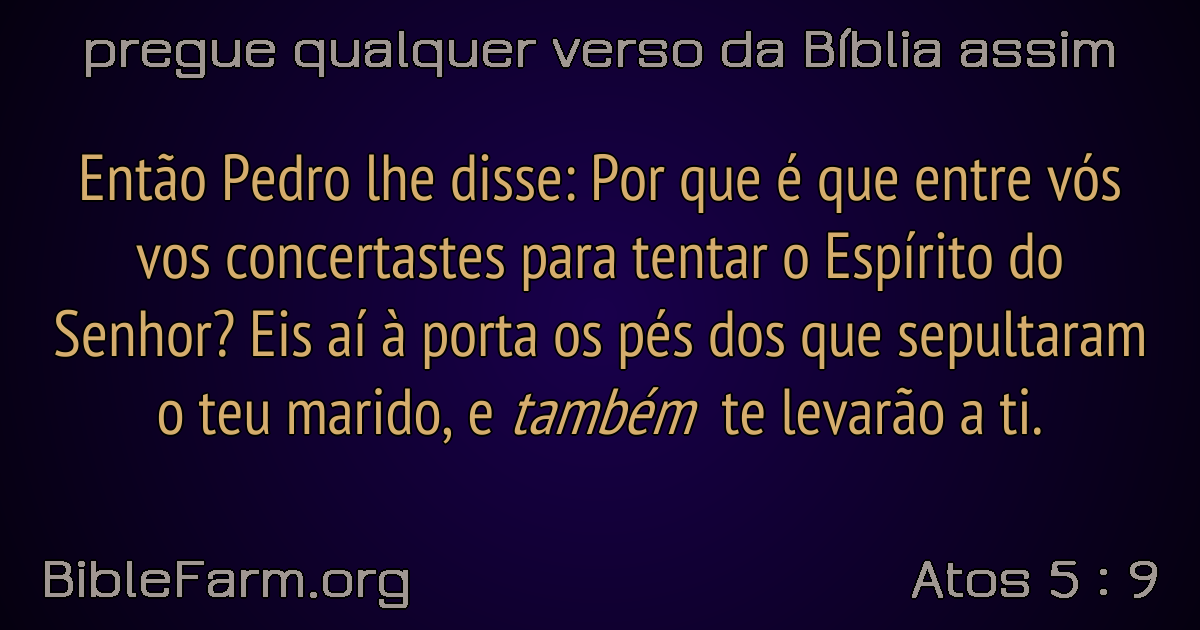 pregue qualquer verso da Bíblia assim
Então Pedro lhe disse: Por que é que entre vós
vos concertastes para tentar o Espírito do
Senhor? Eis aí à porta os pés dos que sepultaram
o teu marido, e também te levarão a ti.
BibleFarm.org
Atos 5 : 9